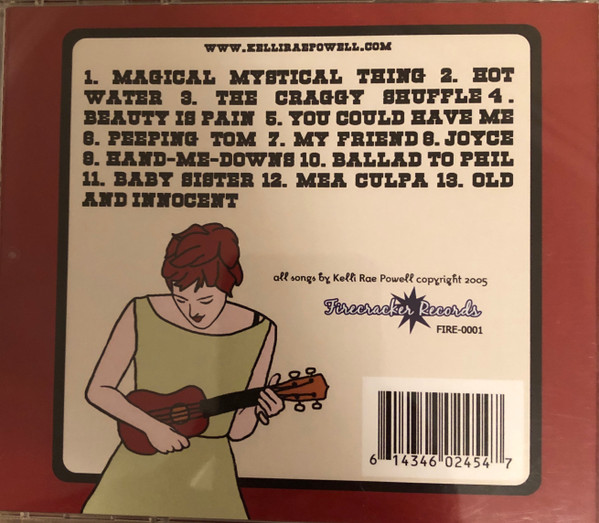 WWW.KELLIRAEPOWELL.COM
1. MAGICAL MYSTICAL THING 2. HOT
WATER 3. THE CRAGGY SHUFFLE 4.
BEAUTY IS PAIN 5. YOU COULD HAVE ME
6. PEEPING TOM 7. MY FRIEND 8. JOYCE
9. HAND-ME-DOWNS 10. BALLAD TO PHIL
11. BABY SISTER 12. MEA CULPA 13. OLD
AND INNOCENT
all songs by Kelli Rae Powell copyright 2005
Firecracker Records
FIRE-0001
6 14346 02454 7